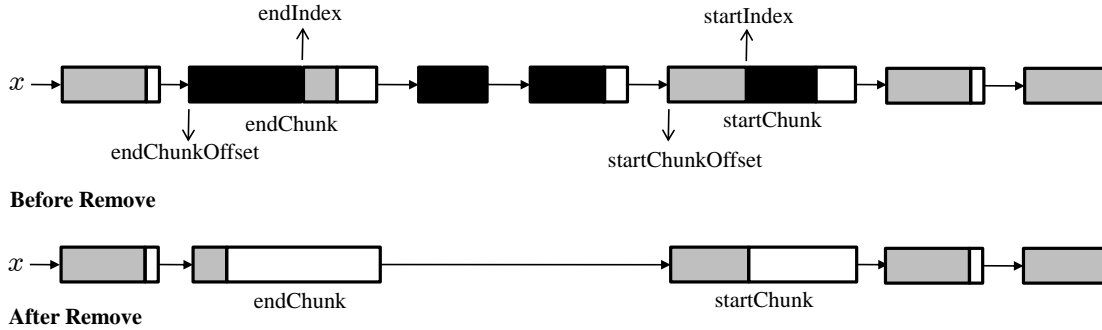 endIndex startIndex
x
endChunk startChunk
endChunkOffset startChunkOffset
Before Remove
x
endChunk startChunk
After Remove